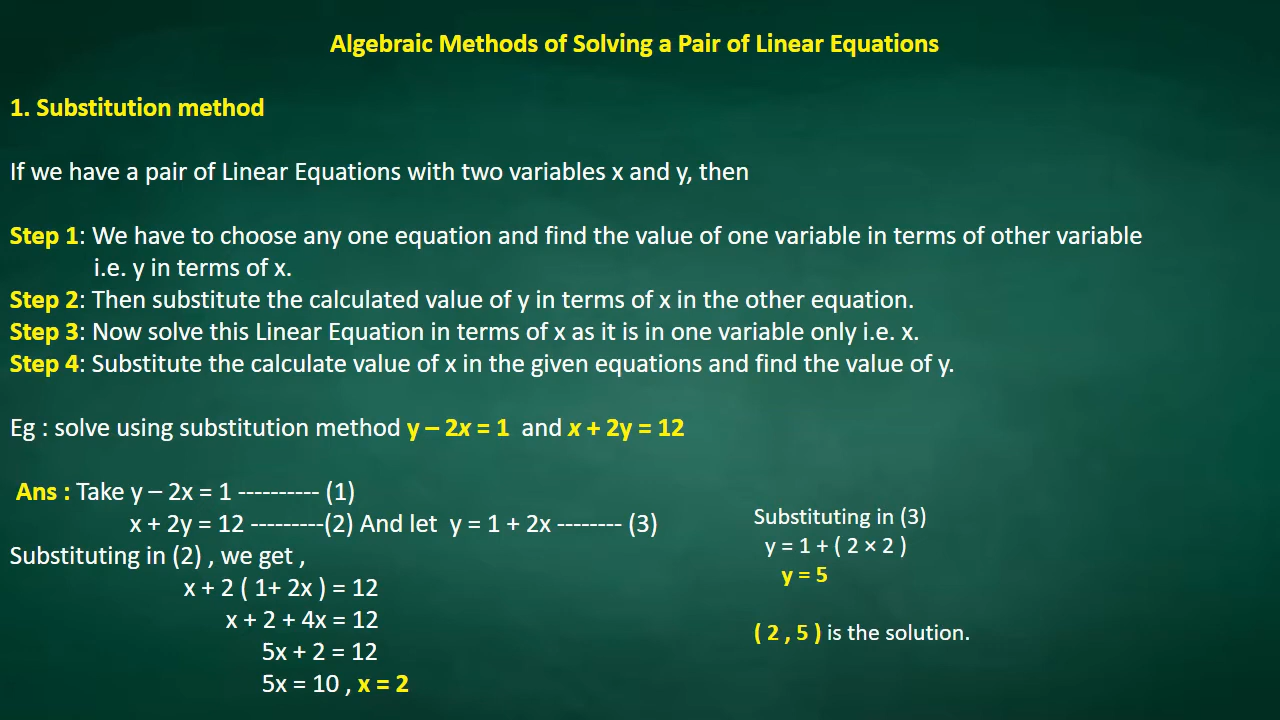 Algebraic Methods of Solving a Pair of Linear Equations
1. Substitution method
If we have a pair of Linear Equations with two variables x and y, then
Step 1: We have to choose any one equation and find the value of one variable in terms of other variable
i.e. y in terms of x.
Step 2: Then substitute the calculated value of y in terms of x in the other equation.
Step 3: Now solve this Linear Equation in terms of x as it is in one variable only i.e. x.
Step 4: Substitute the calculate value of x in the given equations and find the value of y.
Eg : solve using substitution method y – 2x = 1 and x + 2y = 12
Ans : Take y – 2x = 1 ---------- (1)
x + 2y = 12 ---------(2) And let y = 1 + 2x -------- (3)
Substituting in (2) , we get ,
x + 2 ( 1+ 2x ) = 12
x + 2 + 4x = 12
5x + 2 = 12
5x = 10 , x = 2
Substituting in (3)
y = 1 + ( 2 × 2 )
y = 5
( 2 , 5 ) is the solution.